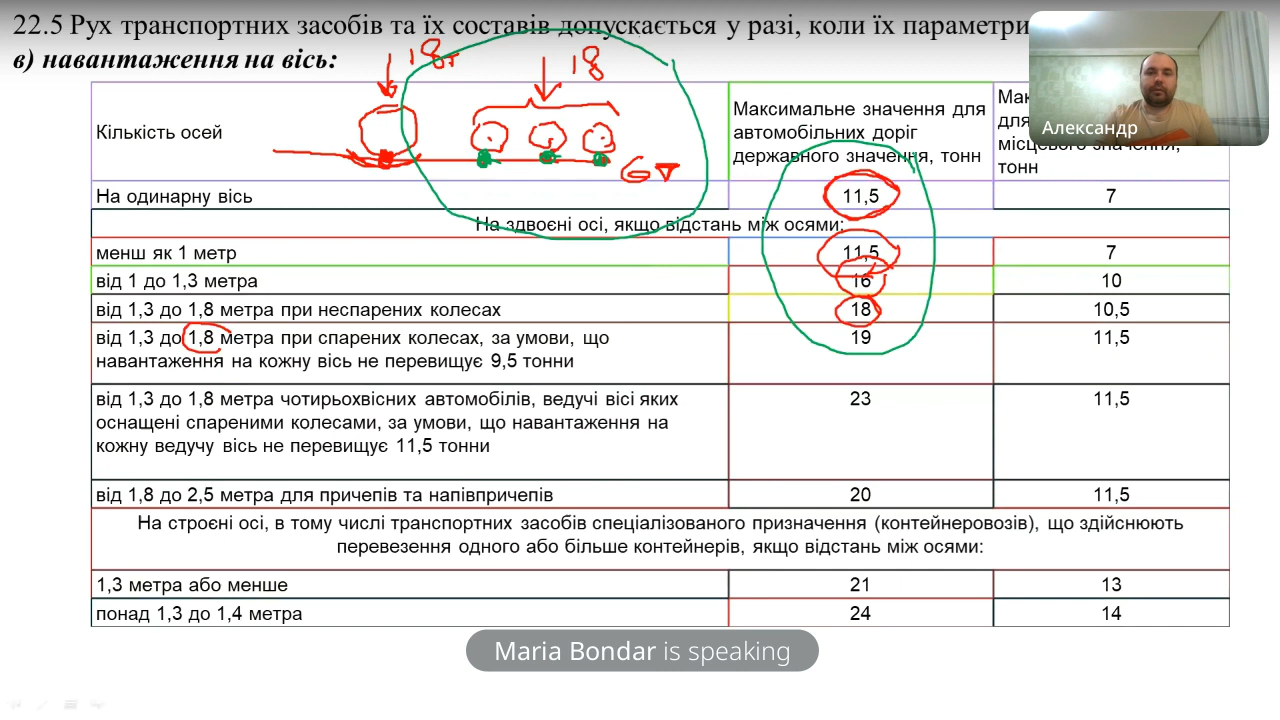 22.5 Рух транспортних засобів та їх составів допускається у разі, коли їх параметри
в) навантаження на вісь:
18т
18
6т
Александр
Кількість осей
Максимальне значення для автомобільних доріг державного значення, тонн
тонн
На одинарну вісь 11,5 7
На здвоєні осі, якщо відстань між осями:
менш як 1 метр 11,5 7
від 1 до 1,3 метра 16 10
від 1,3 до 1,8 метра при неспарених колесах 18 10,5
від 1,3 до 1,8 метра при спарених колесах, за умови, що
навантаження на кожну вісь не перевищує 9,5 тонни
19 11,5
від 1,3 до 1,8 метра чотирьохвісних автомобілів, ведучі вісі яких
оснащені спареними колесами, за умови, що навантаження на
кожну ведучу вісь не перевищує 11,5 тонни
23 11,5
від 1,8 до 2,5 метра для причепів та напівпричепів 20 11,5
На строєні осі, в тому числі транспортних засобів спеціалізованого призначення (контейнеровозів), що здійснюють
перевезення одного або більше контейнерів, якщо відстань між осями:
1,3 метра або менше 21 13
понад 1,3 до 1,4 метра 24 14
Maria Bondar is speaking